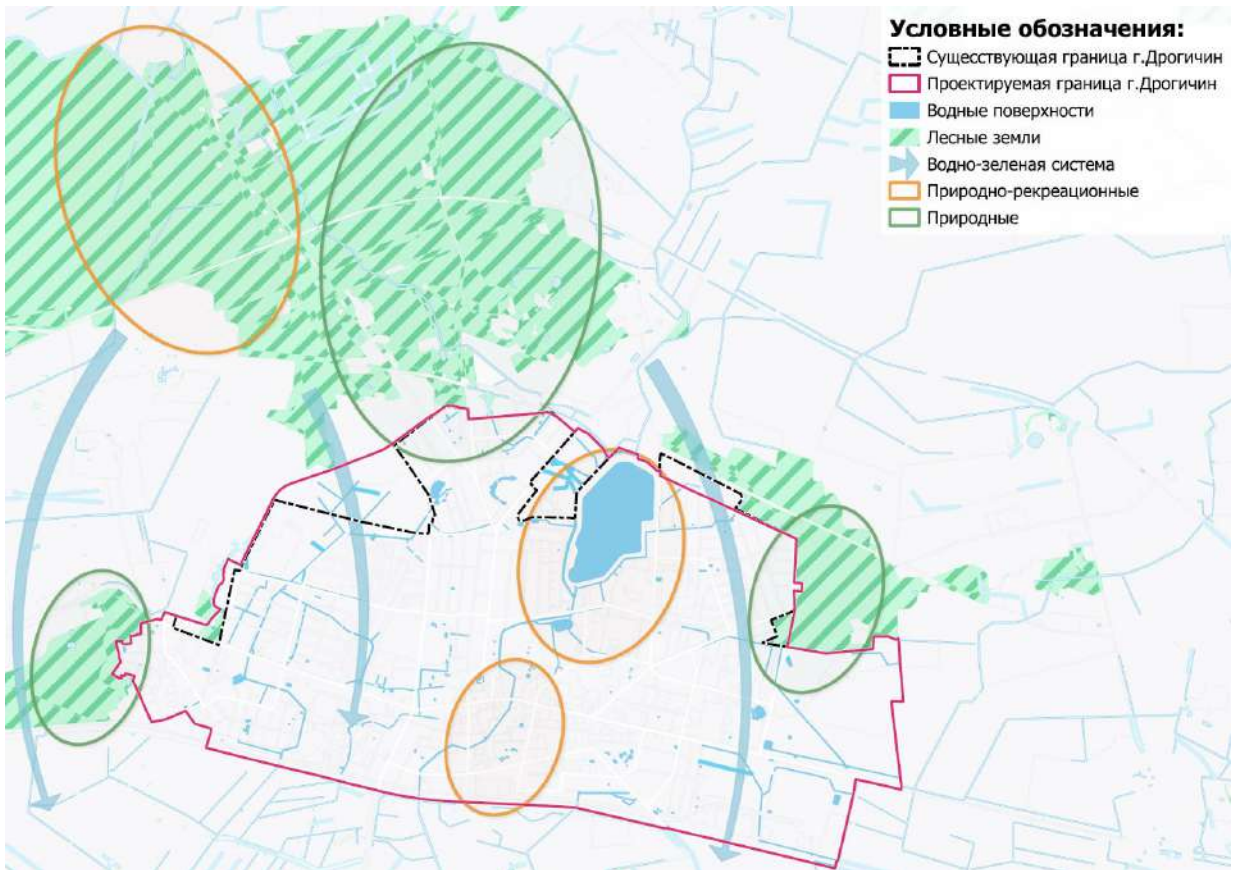 Условные обозначения:
Существующая граница г.Дрогичин
Проектируемая граница г.Дрогичин
Водные поверхности
Лесные земли
Водно-зеленая система
Природно-рекреационные
Природные